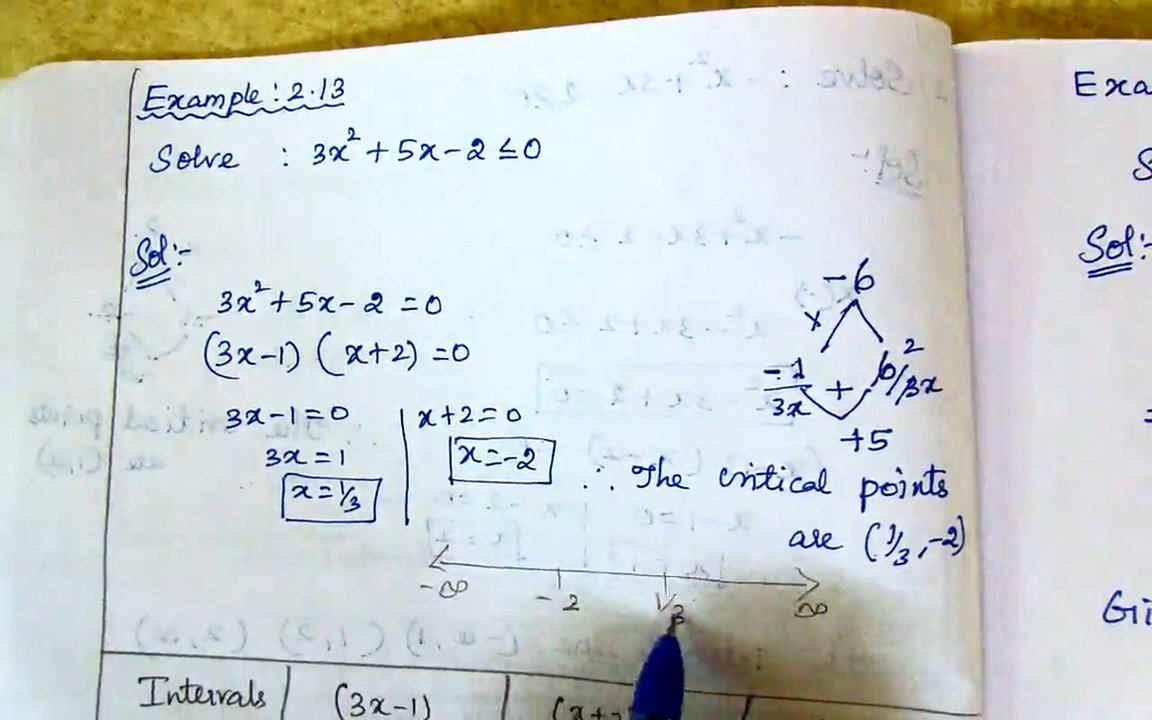 Example: 2.13
Solve : 3x² + 5x - 2 ≤ 0
Sol:-
3x² + 5x - 2 = 0
(3x-1) (x+2) = 0
3x - 1 = 0
3x = 1
x = 1/3
x + 2 = 0
x = -2
-6
x
-1/3x + 6/3x 2
+5
∴ The critical points
are (1/3, -2)
-∞ -2 1/3 ∞
Intervals (3x-1) (x+
Exa
S
Sol:-
=
Gi